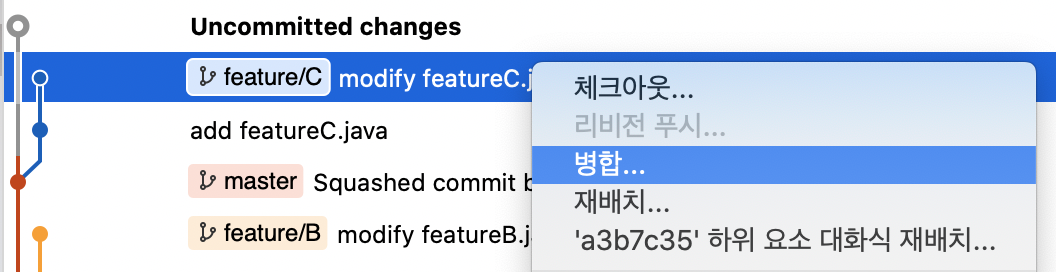 Uncommitted changes
feature/C modify featureC.j
체크아웃...
add featureC.java
리비전 푸시...
병합...
master Squashed commit
재배치...
feature/B modify featureB.j
'a3b7c35' 하위 요소 대화식 재배치...